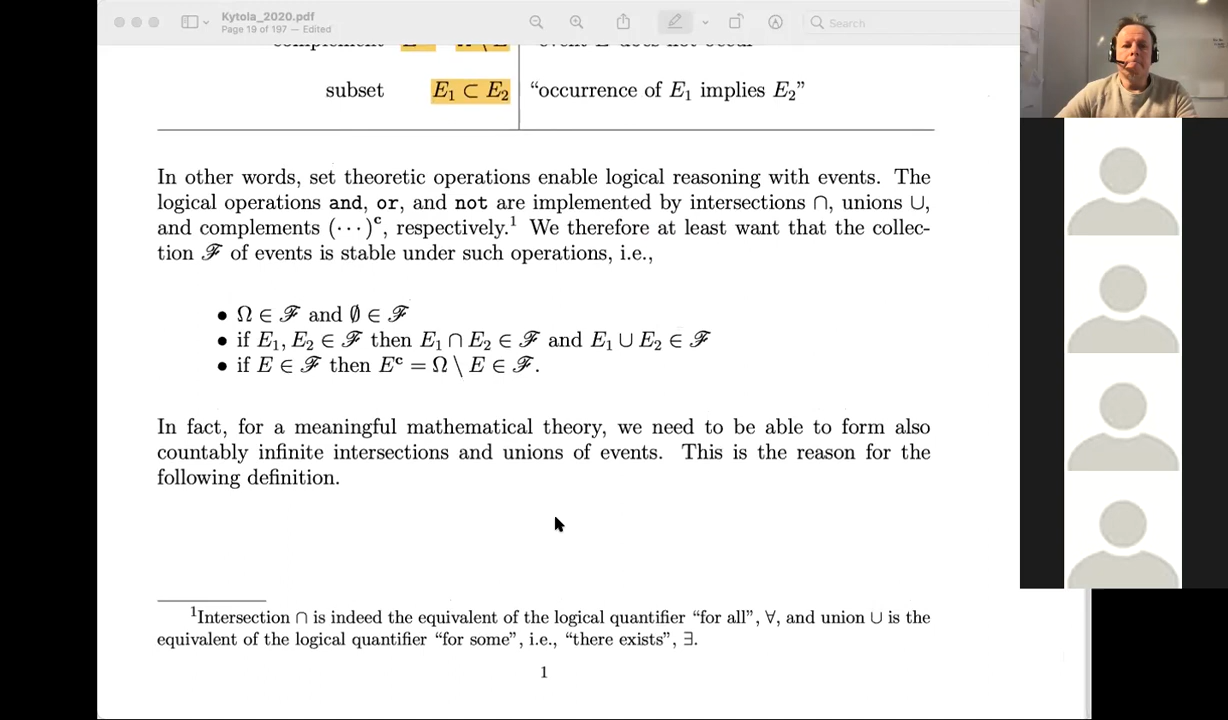 Kytola_2020.pdf
Page 19 of 197 — Edited
Search
subset E₁ ⊂ E₂ “occurrence of E₁ implies E₂”
In other words, set theoretic operations enable logical reasoning with events. The
logical operations and, or, and not are implemented by intersections ∩, unions ∪,
and complements (···)ᶜ, respectively.¹ We therefore at least want that the collec-
tion ℱ of events is stable under such operations, i.e.,
• Ω ∈ ℱ and ∅ ∈ ℱ
• if E₁, E₂ ∈ ℱ then E₁ ∩ E₂ ∈ ℱ and E₁ ∪ E₂ ∈ ℱ
• if E ∈ ℱ then Eᶜ = Ω \ E ∈ ℱ.
In fact, for a meaningful mathematical theory, we need to be able to form also
countably infinite intersections and unions of events. This is the reason for the
following definition.
¹Intersection ∩ is indeed the equivalent of the logical quantifier “for all”, ∀, and union ∪ is the
equivalent of the logical quantifier “for some”, i.e., “there exists”, ∃.
1